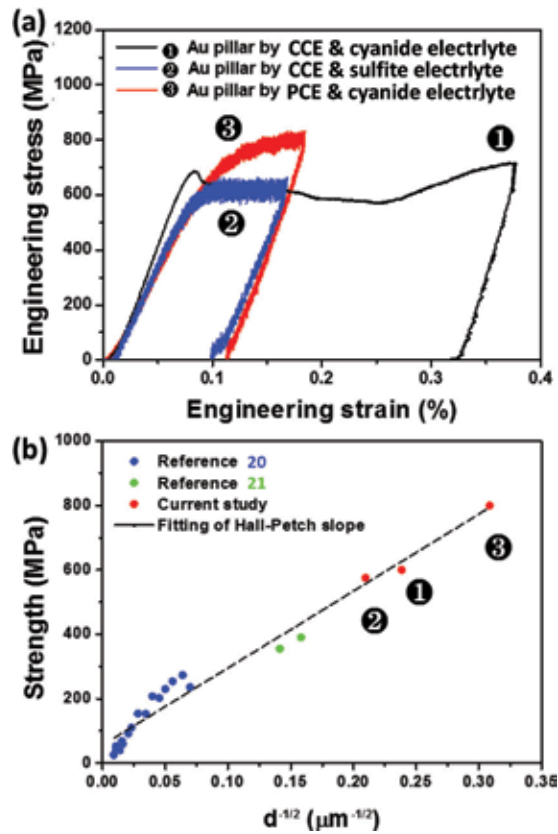 (a)
❶ Au pillar by CCE & cyanide electrlyte
❷ Au pillar by CCE & sulfite electrlyte
❸ Au pillar by PCE & cyanide electrlyte
1200
1000
800
600
400
200
0
Engineering stress (MPa)
❸
❶
❷
0.0 0.1 0.2 0.3 0.4
Engineering strain (%)
(b)
Reference 20
Reference 21
Current study
Fitting of Hall-Petch slope
1000
800
600
400
200
0
Strength (MPa)
❸
❶
❷
0.00 0.05 0.10 0.15 0.20 0.25 0.30 0.35
d⁻¹/² (μm⁻¹/²)